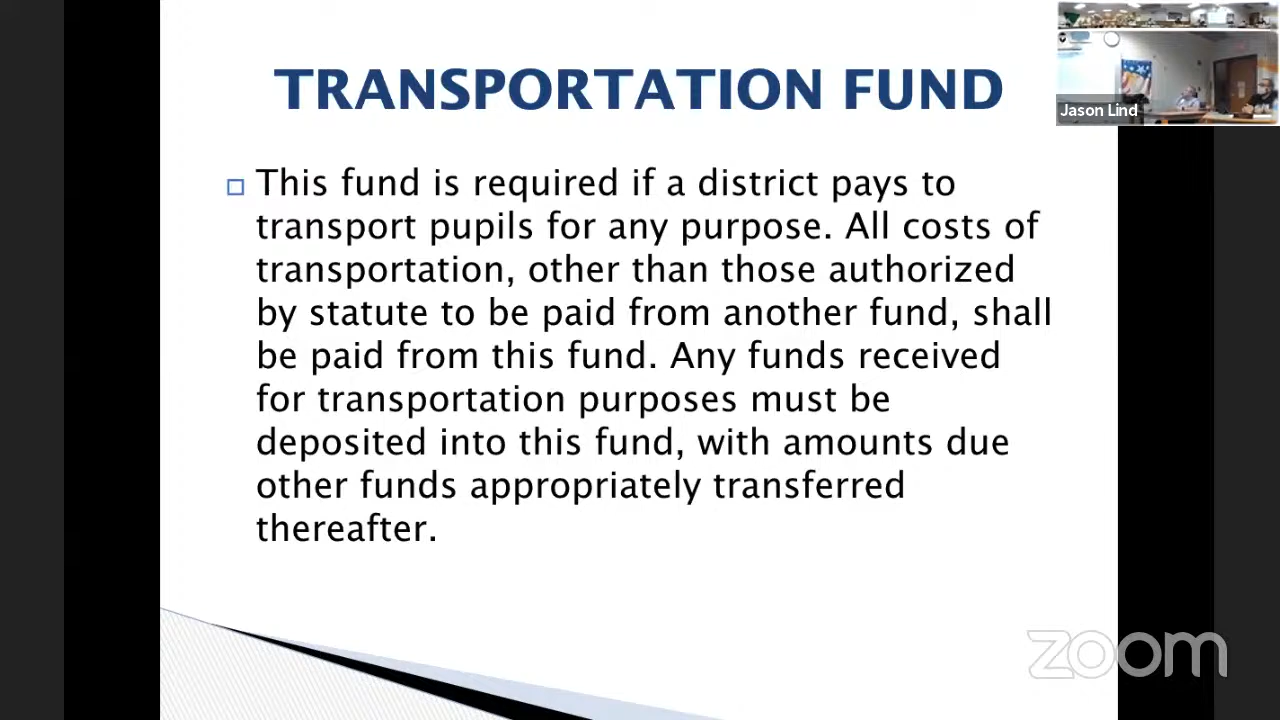 TRANSPORTATION FUND
Jason Lind
This fund is required if a district pays to
transport pupils for any purpose. All costs of
transportation, other than those authorized
by statute to be paid from another fund, shall
be paid from this fund. Any funds received
for transportation purposes must be
deposited into this fund, with amounts due
other funds appropriately transferred
thereafter.
zoom